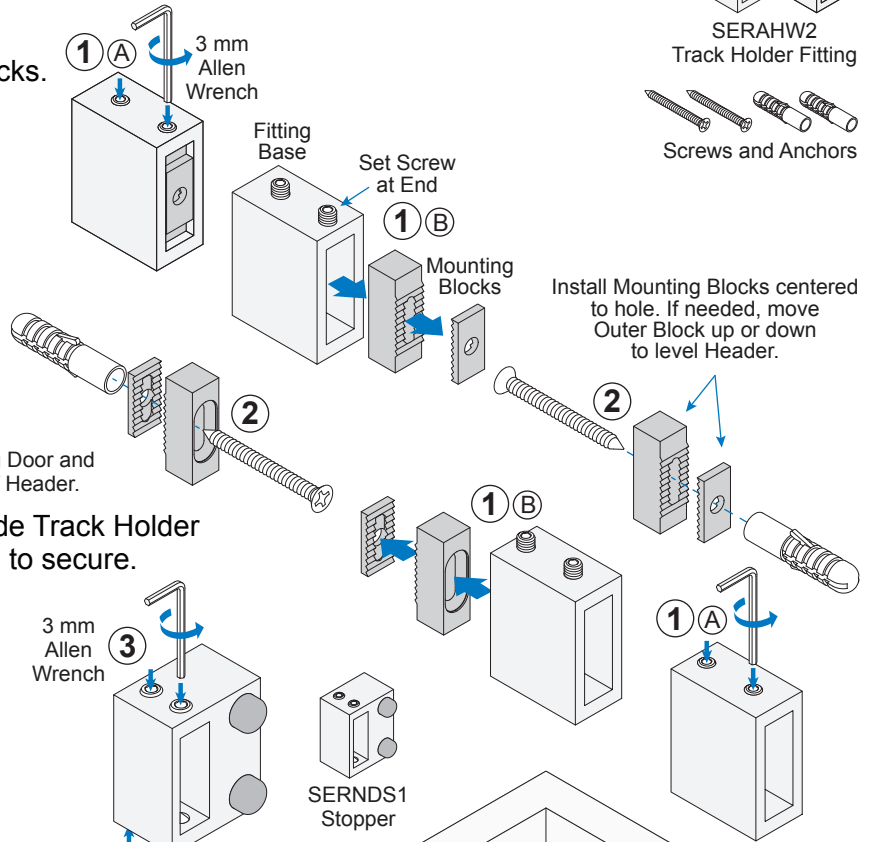 SERAHW2
Track Holder Fitting
Screws and Anchors
cks.
1 A
3 mm
Allen
Wrench
Fitting
Base
Set Screw
at End
1 B
Mounting
Blocks
Install Mounting Blocks centered
to hole. If needed, move
Outer Block up or down
to level Header.
2
2
Door and
Header.
1 B
de Track Holder
to secure.
3 mm
Allen
Wrench
3
1 A
SERNDS1
Stopper